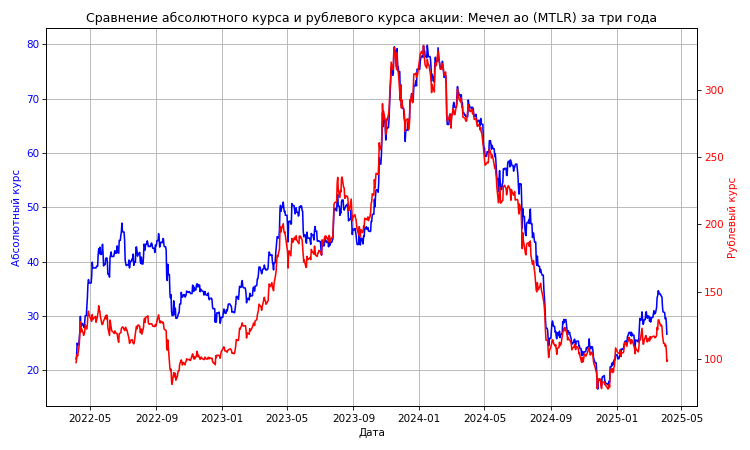 Сравнение абсолютного курса и рублевого курса акции: Мечел ао (MTLR) за три года
80
70
60
50
40
30
20
Абсолютный курс
300
250
200
150
100
Рублевый курс
2022-05 2022-09 2023-01 2023-05 2023-09 2024-01 2024-05 2024-09 2025-01 2025-05
Дата